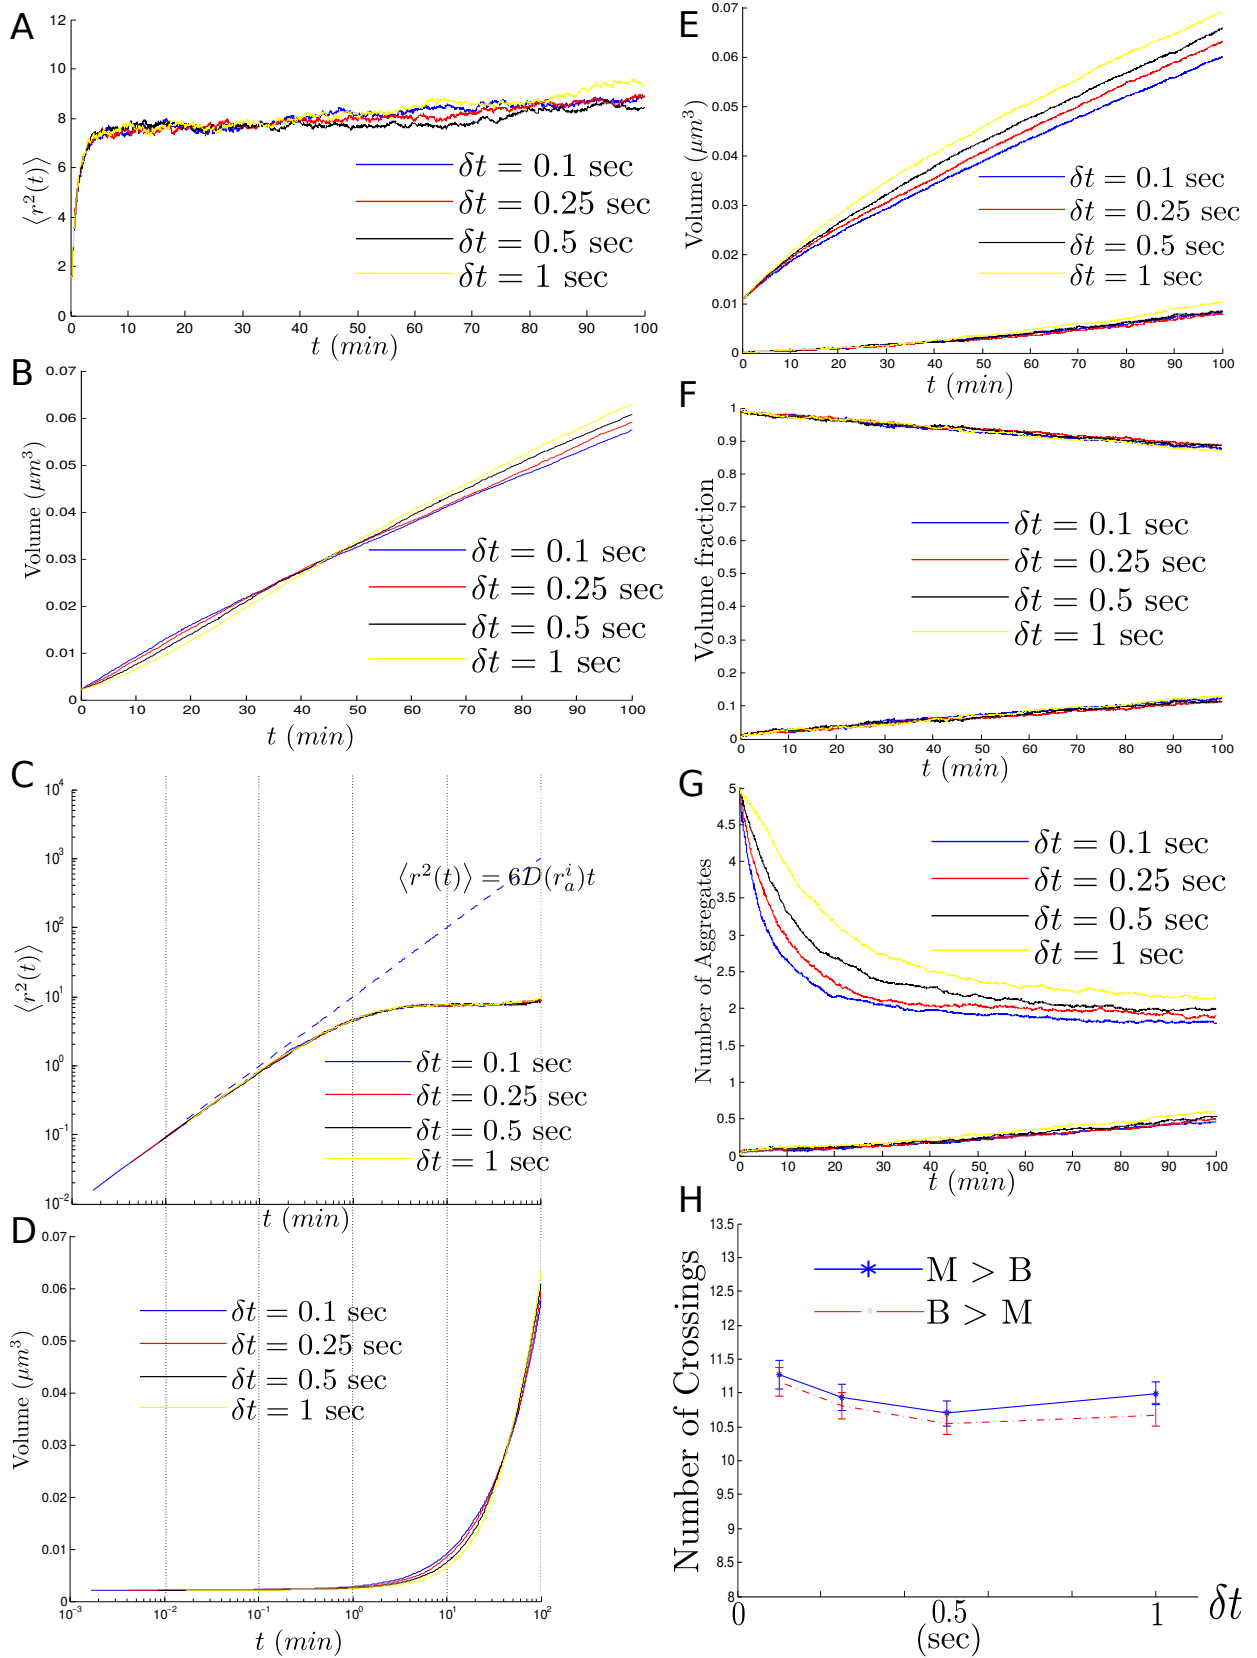 A
12
10
8
6
4
2
0
⟨r²(t)⟩
δt = 0.1 sec
δt = 0.25 sec
δt = 0.5 sec
δt = 1 sec
0 10 20 30 40 50 60 70 80 90 100
t (min)
B
0.07
0.06
0.05
0.04
0.03
0.02
0.01
0
Volume (μm³)
δt = 0.1 sec
δt = 0.25 sec
δt = 0.5 sec
δt = 1 sec
0 10 20 30 40 50 60 70 80 90 100
t (min)
C
10⁴
10³
10²
10¹
10⁰
10⁻¹
10⁻²
⟨r²(t)⟩
⟨r²(t)⟩ = 6D(rₐⁱ)t
δt = 0.1 sec
δt = 0.25 sec
δt = 0.5 sec
δt = 1 sec
t (min)
D
0.07
0.06
0.05
0.04
0.03
0.02
0.01
0
Volume (μm³)
δt = 0.1 sec
δt = 0.25 sec
δt = 0.5 sec
δt = 1 sec
10⁻³ 10⁻² 10⁻¹ 10⁰ 10¹ 10²
t (min)
E
0.07
0.06
0.05
0.04
0.03
0.02
0.01
0
Volume (μm³)
δt = 0.1 sec
δt = 0.25 sec
δt = 0.5 sec
δt = 1 sec
0 10 20 30 40 50 60 70 80 90 100
t (min)
F
1
0.9
0.8
0.7
0.6
0.5
0.4
0.3
0.2
0.1
0
Volume fraction
δt = 0.1 sec
δt = 0.25 sec
δt = 0.5 sec
δt = 1 sec
0 10 20 30 40 50 60 70 80 90 100
t (min)
G
5
4.5
4
3.5
3
2.5
2
1.5
1
0.5
0
Number of Aggregates
δt = 0.1 sec
δt = 0.25 sec
δt = 0.5 sec
δt = 1 sec
0 10 20 30 40 50 60 70 80 90 100
t (min)
H
13.5
13
12.5
12
11.5
11
10.5
10
9.5
9
8.5
8
Number of Crossings
M > B
B > M
0 0.5 1 δt
(sec)